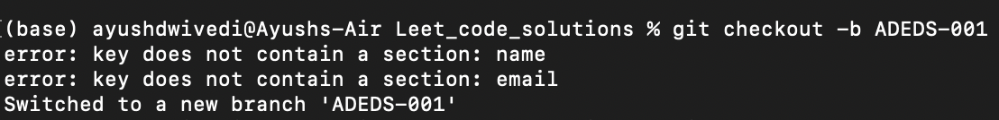 (base) ayushdwivedi@Ayushs-Air Leet_code_solutions % git checkout -b ADEDS-001
error: key does not contain a section: name
error: key does not contain a section: email
Switched to a new branch 'ADEDS-001'